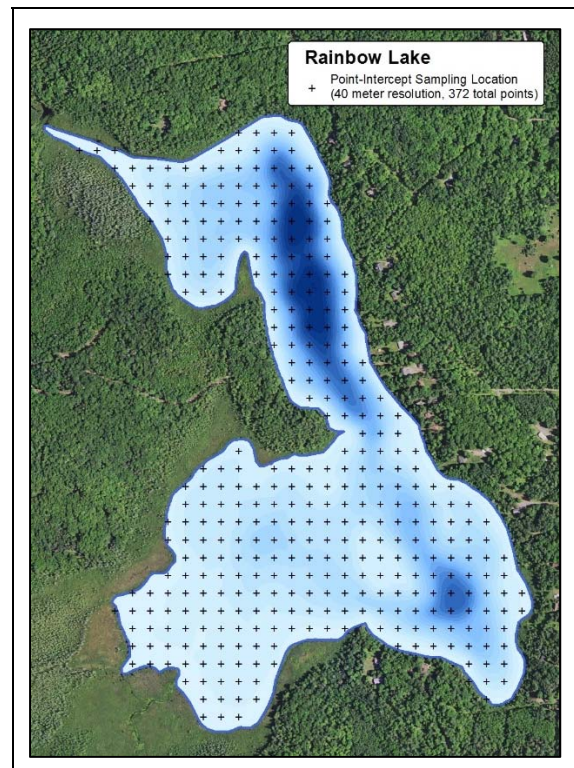 Rainbow Lake
Point-Intercept Sampling Location
(40 meter resolution, 372 total points)